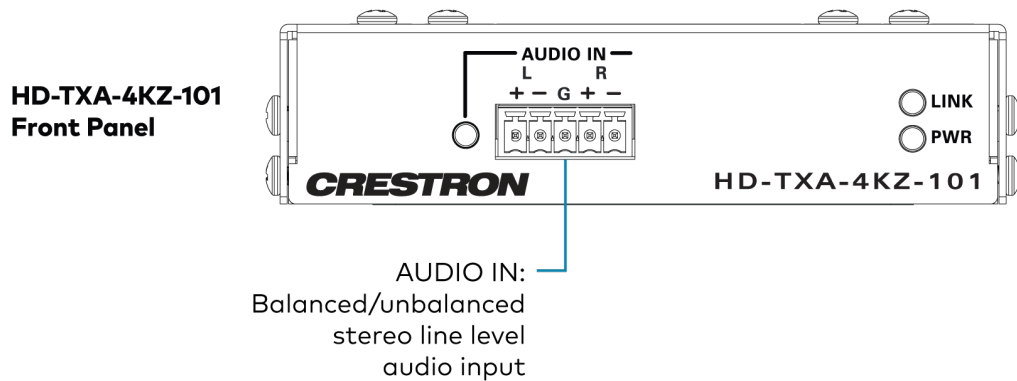 HD-TXA-4KZ-101
Front Panel
AUDIO IN
L R
+ − G + −
LINK
PWR
CRESTRON
HD-TXA-4KZ-101
AUDIO IN:
Balanced/unbalanced
stereo line level
audio input